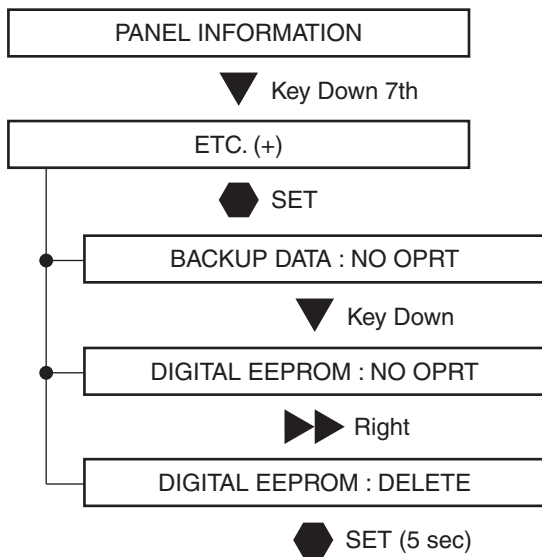 PANEL INFORMATION
Key Down 7th
ETC. (+)
SET
BACKUP DATA : NO OPRT
Key Down
DIGITAL EEPROM : NO OPRT
Right
DIGITAL EEPROM : DELETE
SET (5 sec)